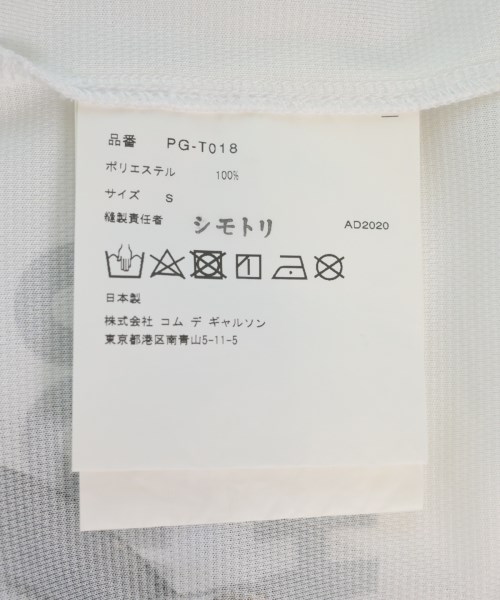 品番 PG-T018
ポリエステル 100%
サイズ S
縫製責任者 シモトリ AD2020
日本製
株式会社 コム デ ギャルソン
東京都港区南青山5-11-5